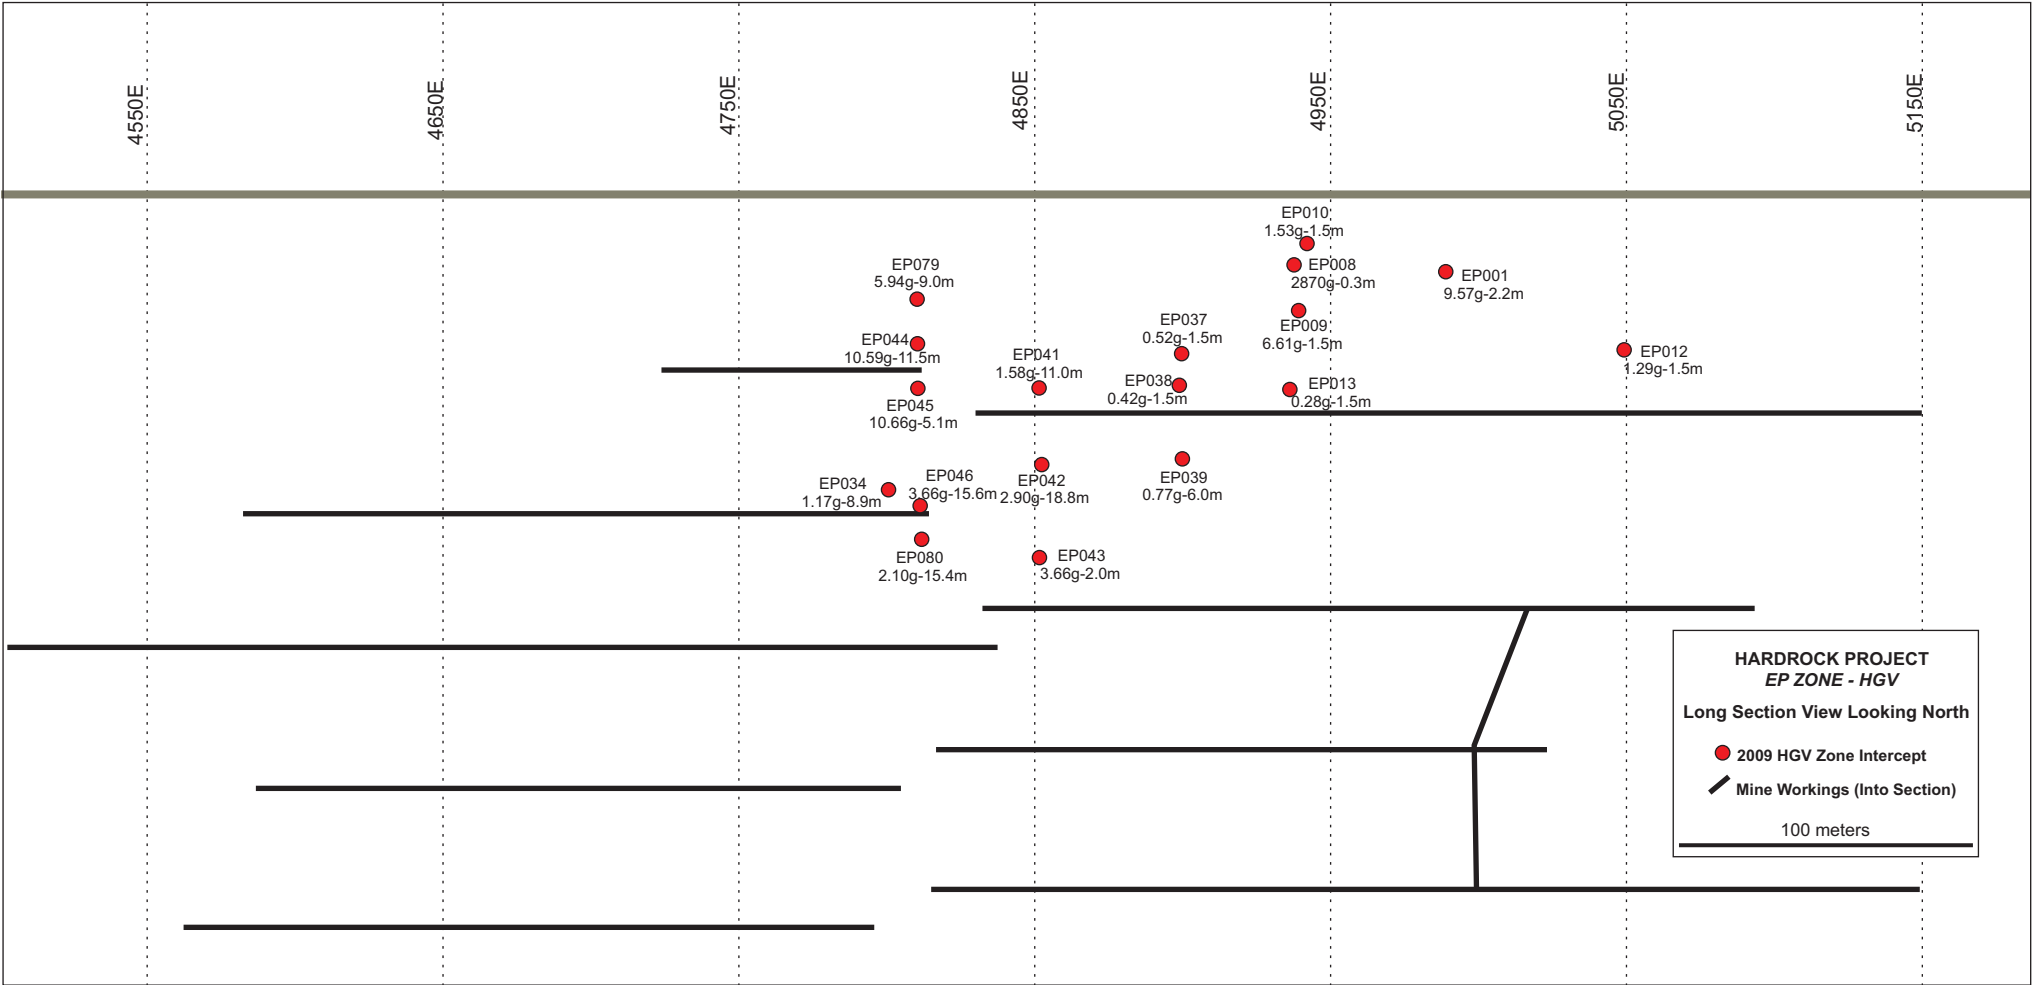 4550E
4650E
4750E
4850E
4950E
5050E
5150E
EP010
1.53g-1.5m
EP079
5.94g-9.0m
EP008
2870g-0.3m
EP001
9.57g-2.2m
EP037
0.52g-1.5m
EP009
6.61g-1.5m
EP044
10.59g-11.5m
EP041
1.58g-11.0m
EP012
1.29g-1.5m
EP038
0.42g-1.5m
EP013
0.28g-1.5m
EP045
10.66g-5.1m
EP034
1.17g-8.9m
EP046
3.66g-15.6m
EP042
2.90g-18.8m
EP039
0.77g-6.0m
EP080
2.10g-15.4m
EP043
3.66g-2.0m
HARDROCK PROJECT
EP ZONE - HGV
Long Section View Looking North
2009 HGV Zone Intercept
Mine Workings (Into Section)
100 meters